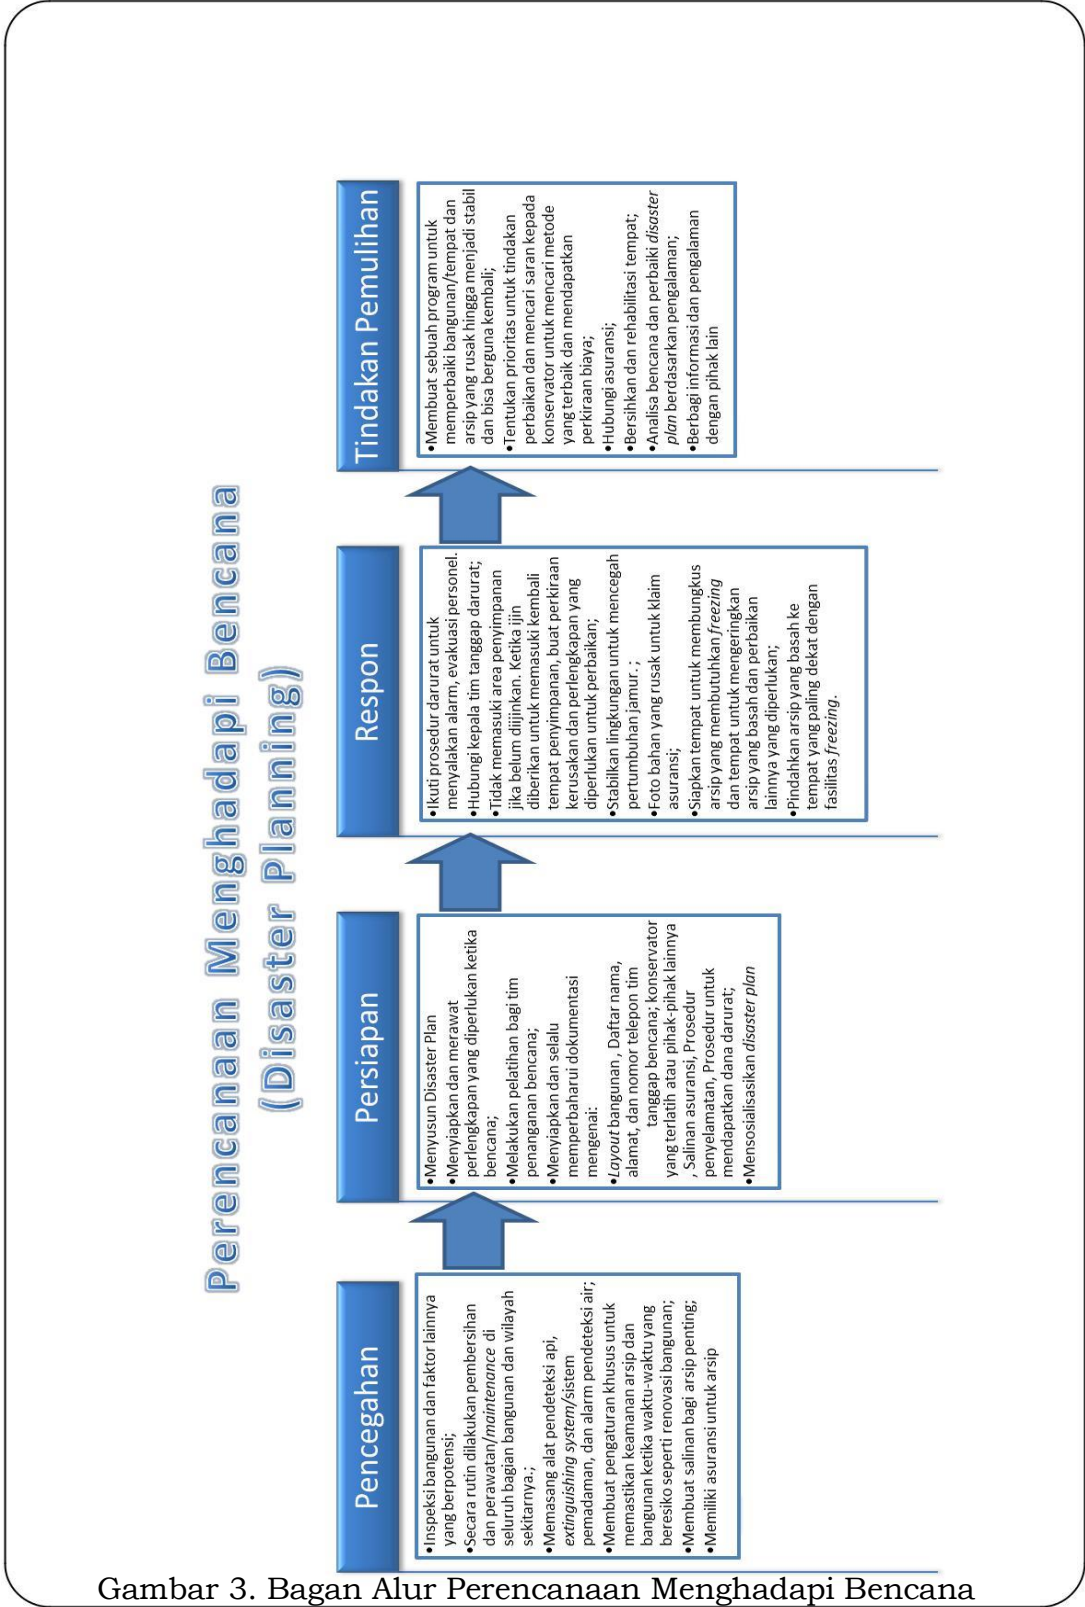 Perencanaan Menghadapi Bencana
(Disaster Planning)
Pencegahan
•Inspeksi bangunan dan faktor lainnya
yang berpotensi;
•Secara rutin dilakukan pembersihan
dan perawatan/maintenance di
seluruh bagian bangunan dan wilayah
sekitarnya.;
•Memasang alat pendeteksi api,
extinguishing system/sistem
pemadaman, dan alarm pendeteksi air;
•Membuat pengaturan khusus untuk
memastikan keamanan arsip dan
bangunan ketika waktu-waktu yang
beresiko seperti renovasi bangunan;
•Membuat salinan bagi arsip penting;
•Memiliki asuransi untuk arsip
Persiapan
•Menyusun Disaster Plan
•Menyiapkan dan merawat
perlengkapan yang diperlukan ketika
bencana;
•Melakukan pelatihan bagi tim
penanganan bencana;
•Menyiapkan dan selalu
memperbaharui dokumentasi
mengenai:
•Layout bangunan , Daftar nama,
alamat, dan nomor telepon tim
tanggap bencana; konservator
yang terlatih atau pihak-pihak lainnya
, Salinan asuransi, Prosedur
penyelamatan, Prosedur untuk
mendapatkan dana darurat;
•Mensosialisasikan disaster plan
Respon
•Ikuti prosedur darurat untuk
menyalakan alarm, evakuasi personel.
•Hubungi kepala tim tanggap darurat;
•Tidak memasuki area penyimpanan
jika belum diijinkan. Ketika ijin
diberikan untuk memasuki kembali
tempat penyimpanan, buat perkiraan
kerusakan dan perlengkapan yang
diperlukan untuk perbaikan;
•Stabilkan lingkungan untuk mencegah
pertumbuhan jamur. ;
•Foto bahan yang rusak untuk klaim
asuransi;
•Siapkan tempat untuk membungkus
arsip yang membutuhkan freezing
dan tempat untuk mengeringkan
arsip yang basah dan perbaikan
lainnya yang diperlukan;
•Pindahkan arsip yang basah ke
tempat yang paling dekat dengan
fasilitas freezing.
Tindakan Pemulihan
•Membuat sebuah program untuk
memperbaiki bangunan/tempat dan
arsip yang rusak hingga menjadi stabil
dan bisa berguna kembali;
•Tentukan prioritas untuk tindakan
perbaikan dan mencari saran kepada
konservator untuk mencari metode
yang terbaik dan mendapatkan
perkiraan biaya;
•Hubungi asuransi;
•Bersihkan dan rehabilitasi tempat;
•Analisa bencana dan perbaiki disaster
plan berdasarkan pengalaman;
•Berbagi informasi dan pengalaman
dengan pihak lain
Gambar 3. Bagan Alur Perencanaan Menghadapi Bencana